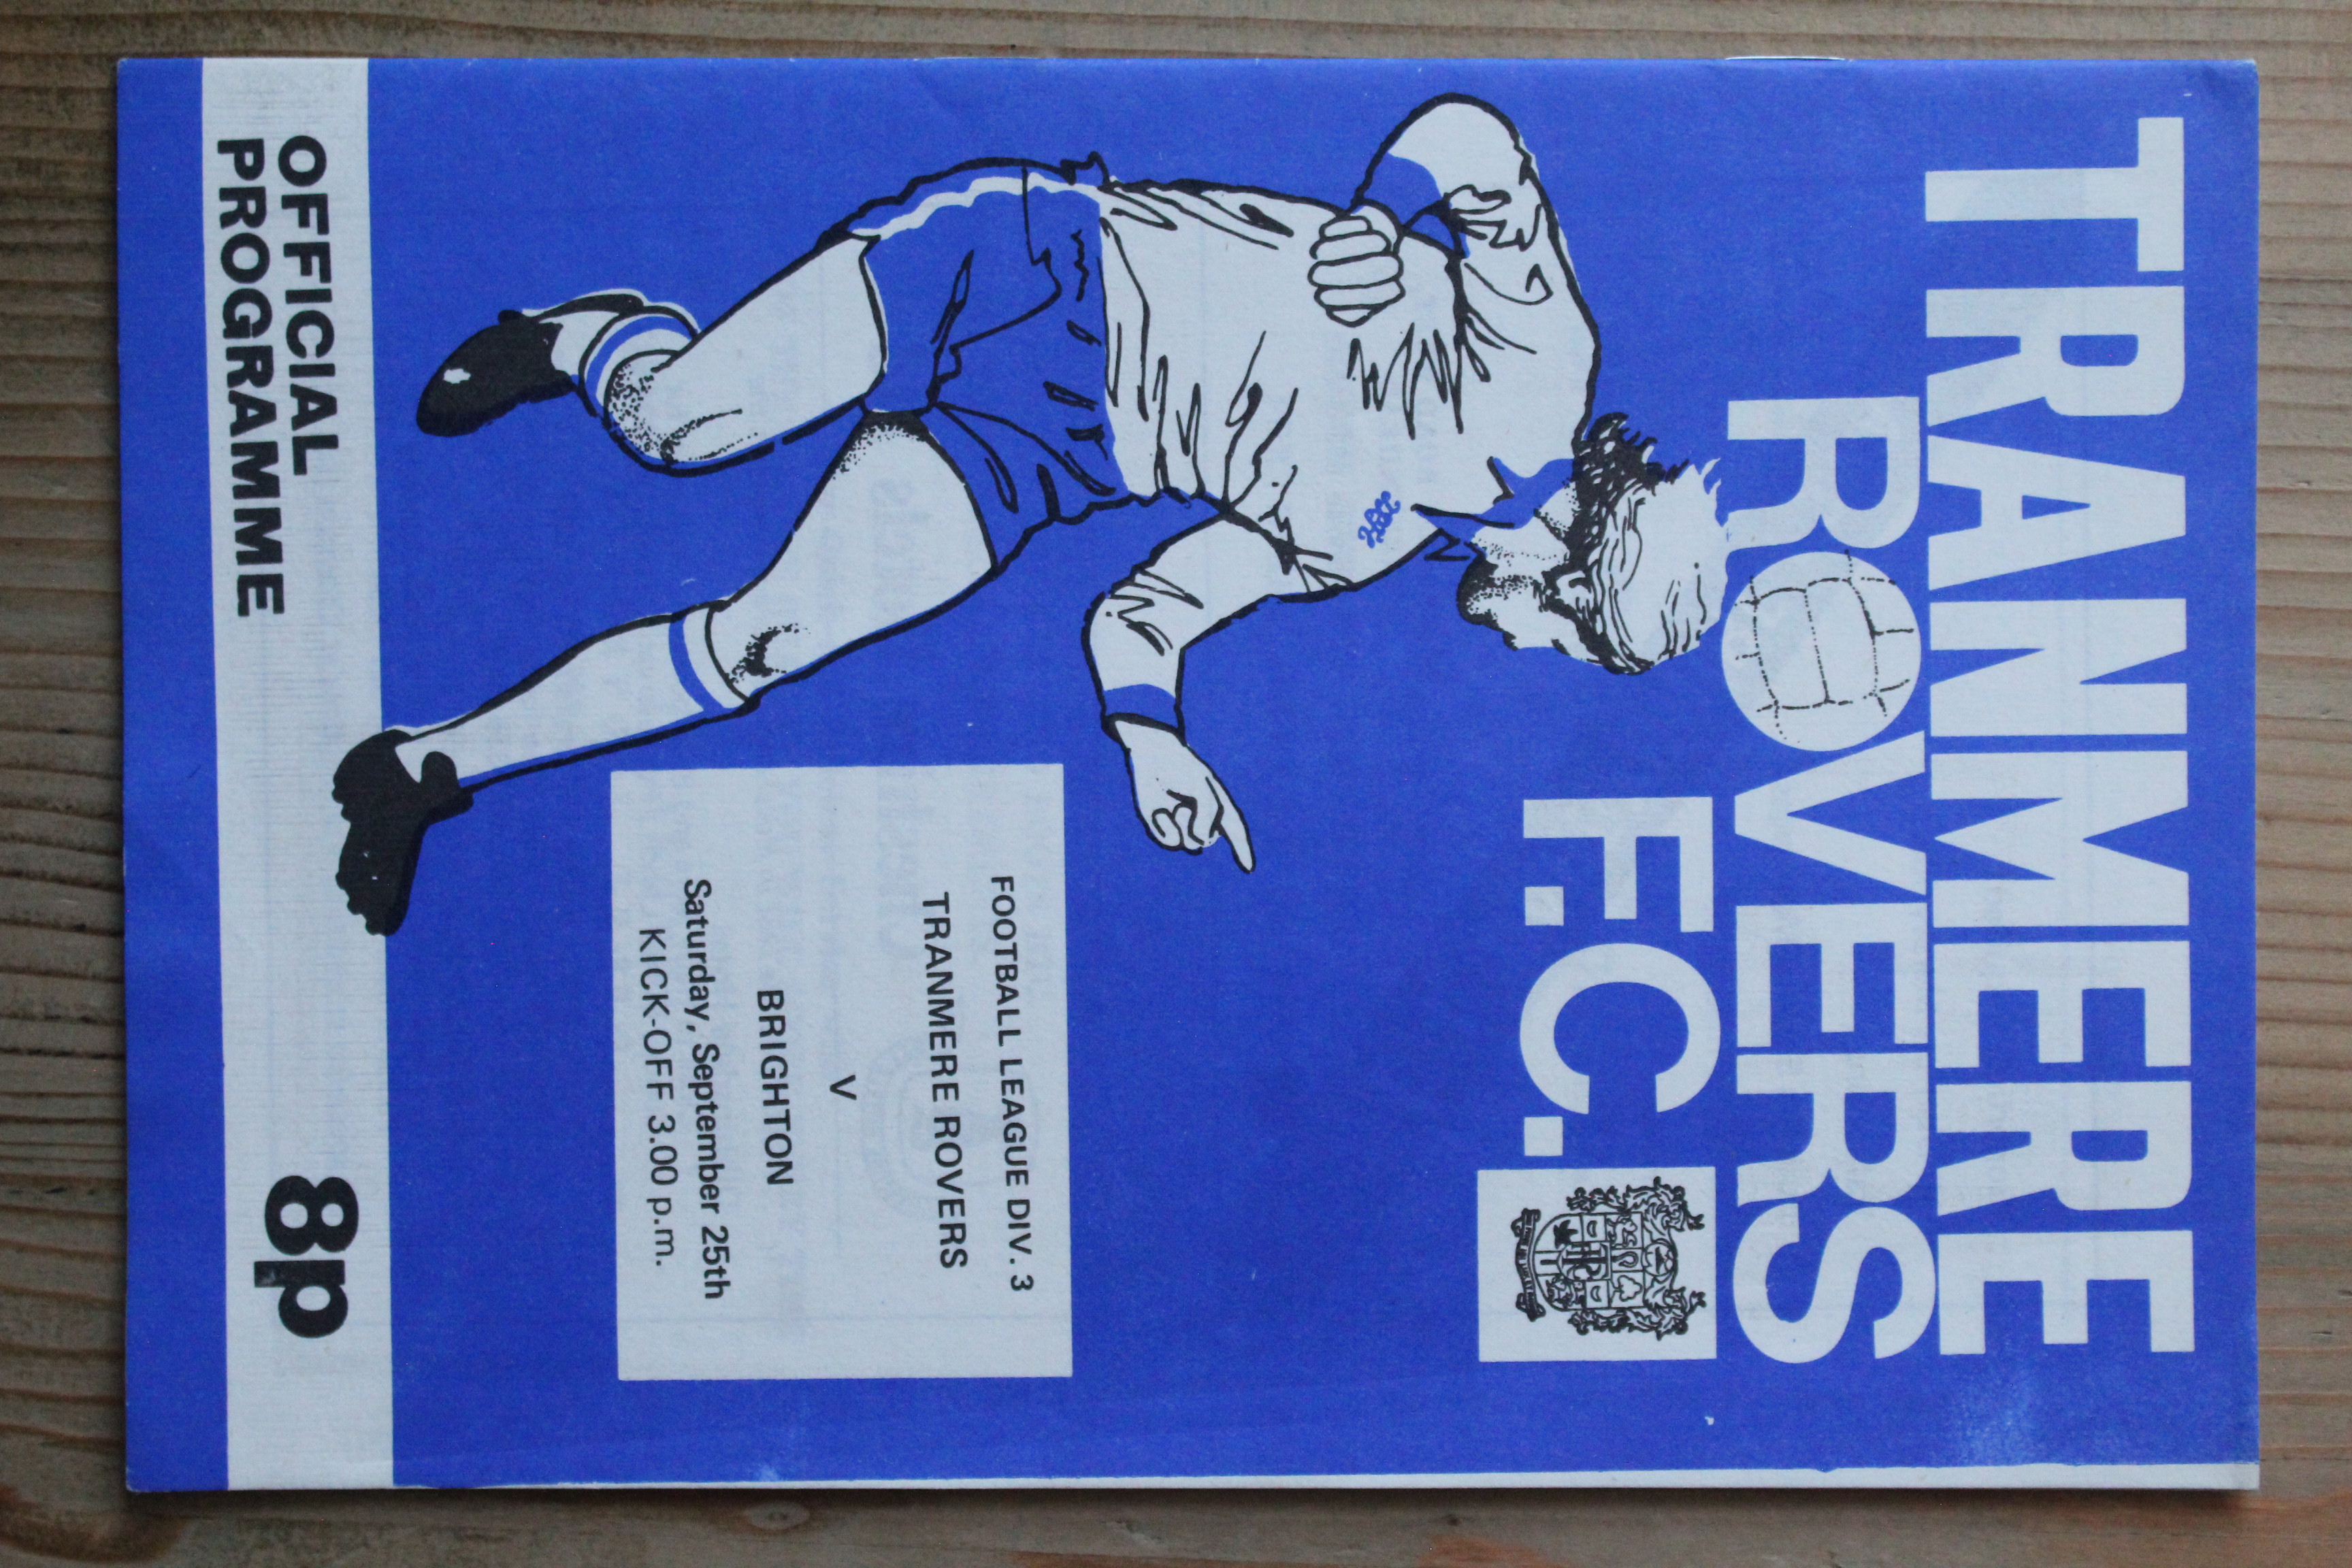 TRANMERE
ROVERS
F.C.
FOOTBALL LEAGUE DIV. 3
TRANMERE ROVERS
V
BRIGHTON
Saturday, September 25th
KICK-OFF 3.00 p.m.
OFFICIAL
PROGRAMME
8p